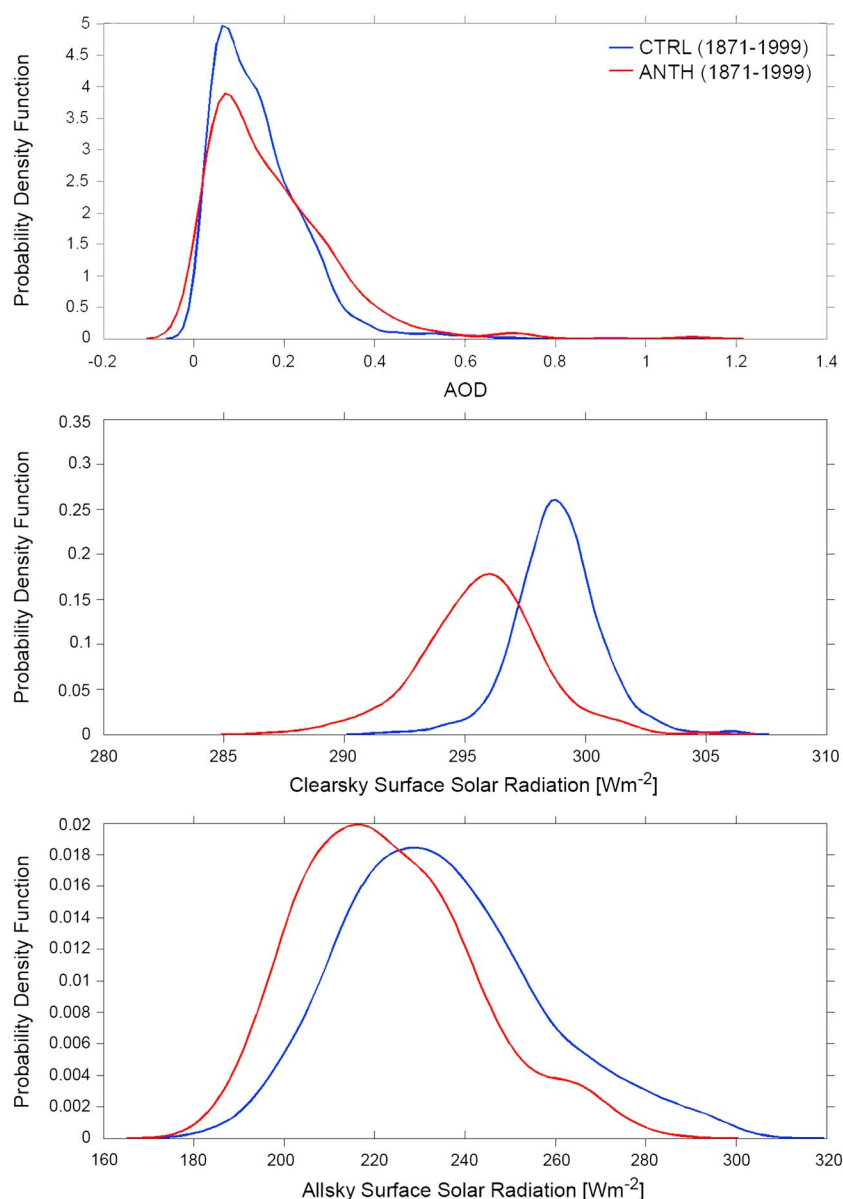 5
4.5
4
3.5
3
2.5
2
1.5
1
0.5
0
Probability Density Function
CTRL (1871-1999)
ANTH (1871-1999)
-0.2 0 0.2 0.4 0.6 0.8 1 1.2 1.4
AOD
0.35
0.3
0.25
0.2
0.15
0.1
0.05
0
Probability Density Function
280 285 290 295 300 305 310
Clearsky Surface Solar Radiation [Wm-2]
0.02
0.018
0.016
0.014
0.012
0.01
0.008
0.006
0.004
0.002
0
Probability Density Function
160 180 200 220 240 260 280 300 320
Allsky Surface Solar Radiation [Wm-2]